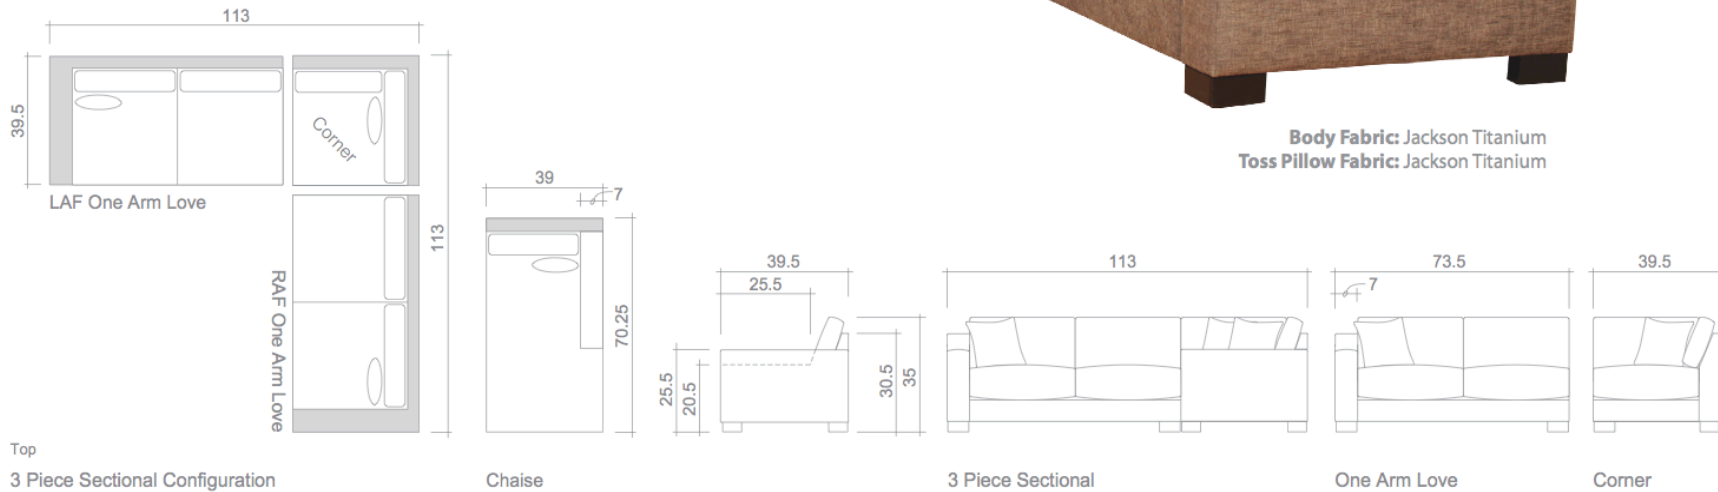 113
39.5
Corner
LAF One Arm Love
113
RAF One Arm Love
Top
3 Piece Sectional Configuration
39
7
70.25
Chaise
39.5
25.5
25.5
20.5
30.5
35
113
3 Piece Sectional
73.5
7
One Arm Love
39.5
Corner
Body Fabric: Jackson Titanium
Toss Pillow Fabric: Jackson Titanium